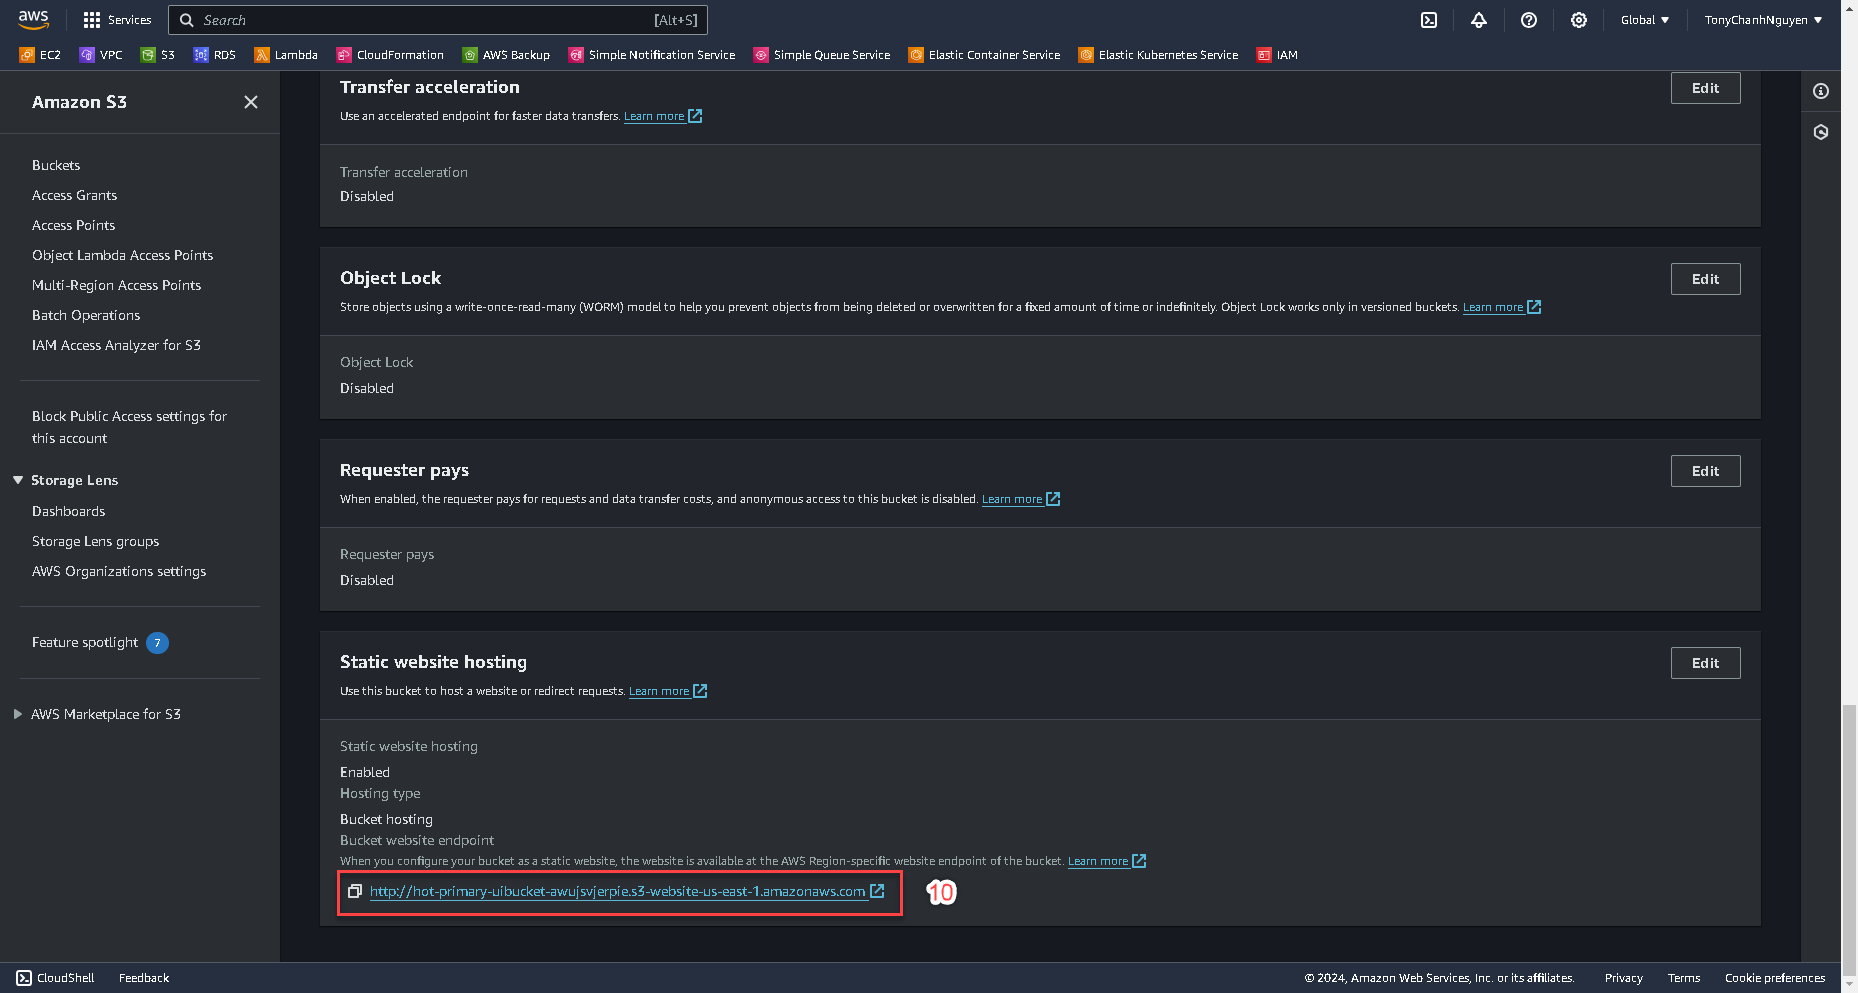 aws
Services
Search
[Alt+S]
Global ▼
TonyChanhNguyen ▼
EC2
VPC
S3
RDS
Lambda
CloudFormation
AWS Backup
Simple Notification Service
Simple Queue Service
Elastic Container Service
Elastic Kubernetes Service
IAM
Amazon S3
Buckets
Access Grants
Access Points
Object Lambda Access Points
Multi-Region Access Points
Batch Operations
IAM Access Analyzer for S3
Block Public Access settings for
this account
Storage Lens
Dashboards
Storage Lens groups
AWS Organizations settings
Feature spotlight 7
AWS Marketplace for S3
Transfer acceleration
Edit
Use an accelerated endpoint for faster data transfers. Learn more
Transfer acceleration
Disabled
Object Lock
Edit
Store objects using a write-once-read-many (WORM) model to help you prevent objects from being deleted or overwritten for a fixed amount of time or indefinitely. Object Lock works only in versioned buckets. Learn more
Object Lock
Disabled
Requester pays
Edit
When enabled, the requester pays for requests and data transfer costs, and anonymous access to this bucket is disabled. Learn more
Requester pays
Disabled
Static website hosting
Edit
Use this bucket to host a website or redirect requests. Learn more
Static website hosting
Enabled
Hosting type
Bucket hosting
Bucket website endpoint
When you configure your bucket as a static website, the website is available at the AWS Region-specific website endpoint of the bucket. Learn more
http://hot-primary-uibucket-awujsvjerpie.s3-website-us-east-1.amazonaws.com
10
CloudShell
Feedback
© 2024, Amazon Web Services, Inc. or its affiliates.
Privacy
Terms
Cookie preferences